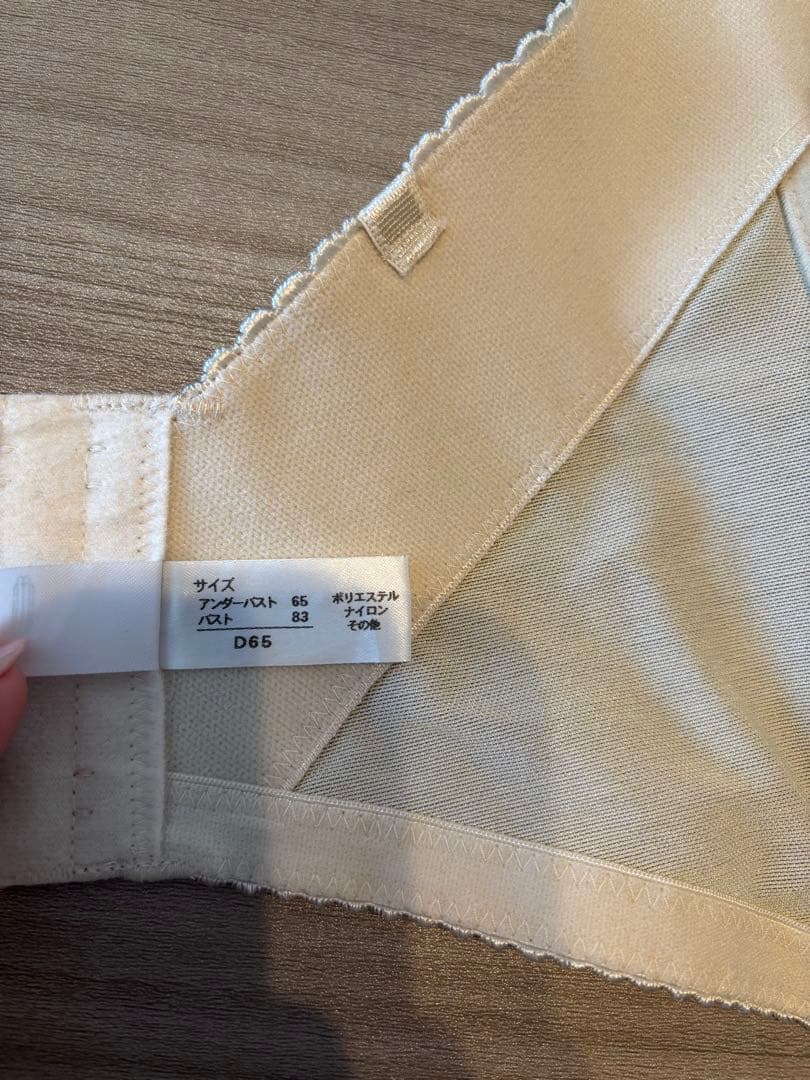 サイズ
アンダーバスト 65
バスト 83
D65
ポリエステル
ナイロン
その他